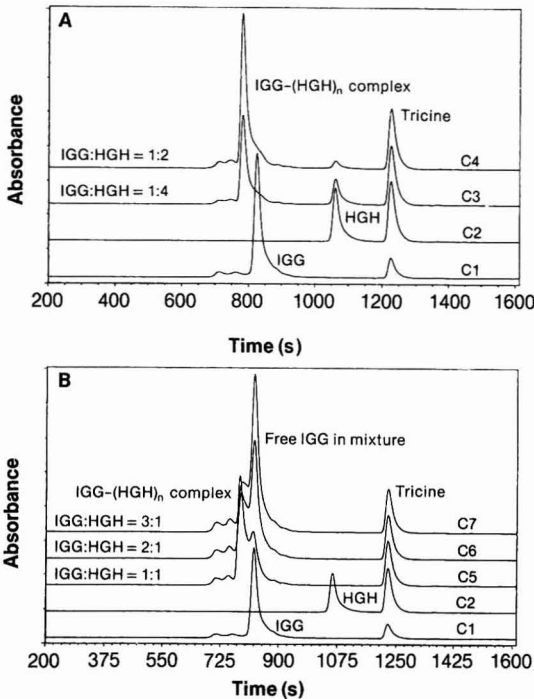 A
Absorbance
IGG–(HGH)n complex
Tricine
IGG:HGH = 1:2
C4
IGG:HGH = 1:4
C3
HGH
C2
IGG
C1
200 400 600 800 1000 1200 1400 1600
Time (s)
B
Absorbance
Free IGG in mixture
IGG–(HGH)n complex
Tricine
IGG:HGH = 3:1
C7
IGG:HGH = 2:1
C6
IGG:HGH = 1:1
C5
HGH
C2
IGG
C1
200 375 550 725 900 1075 1250 1425 1600
Time (s)